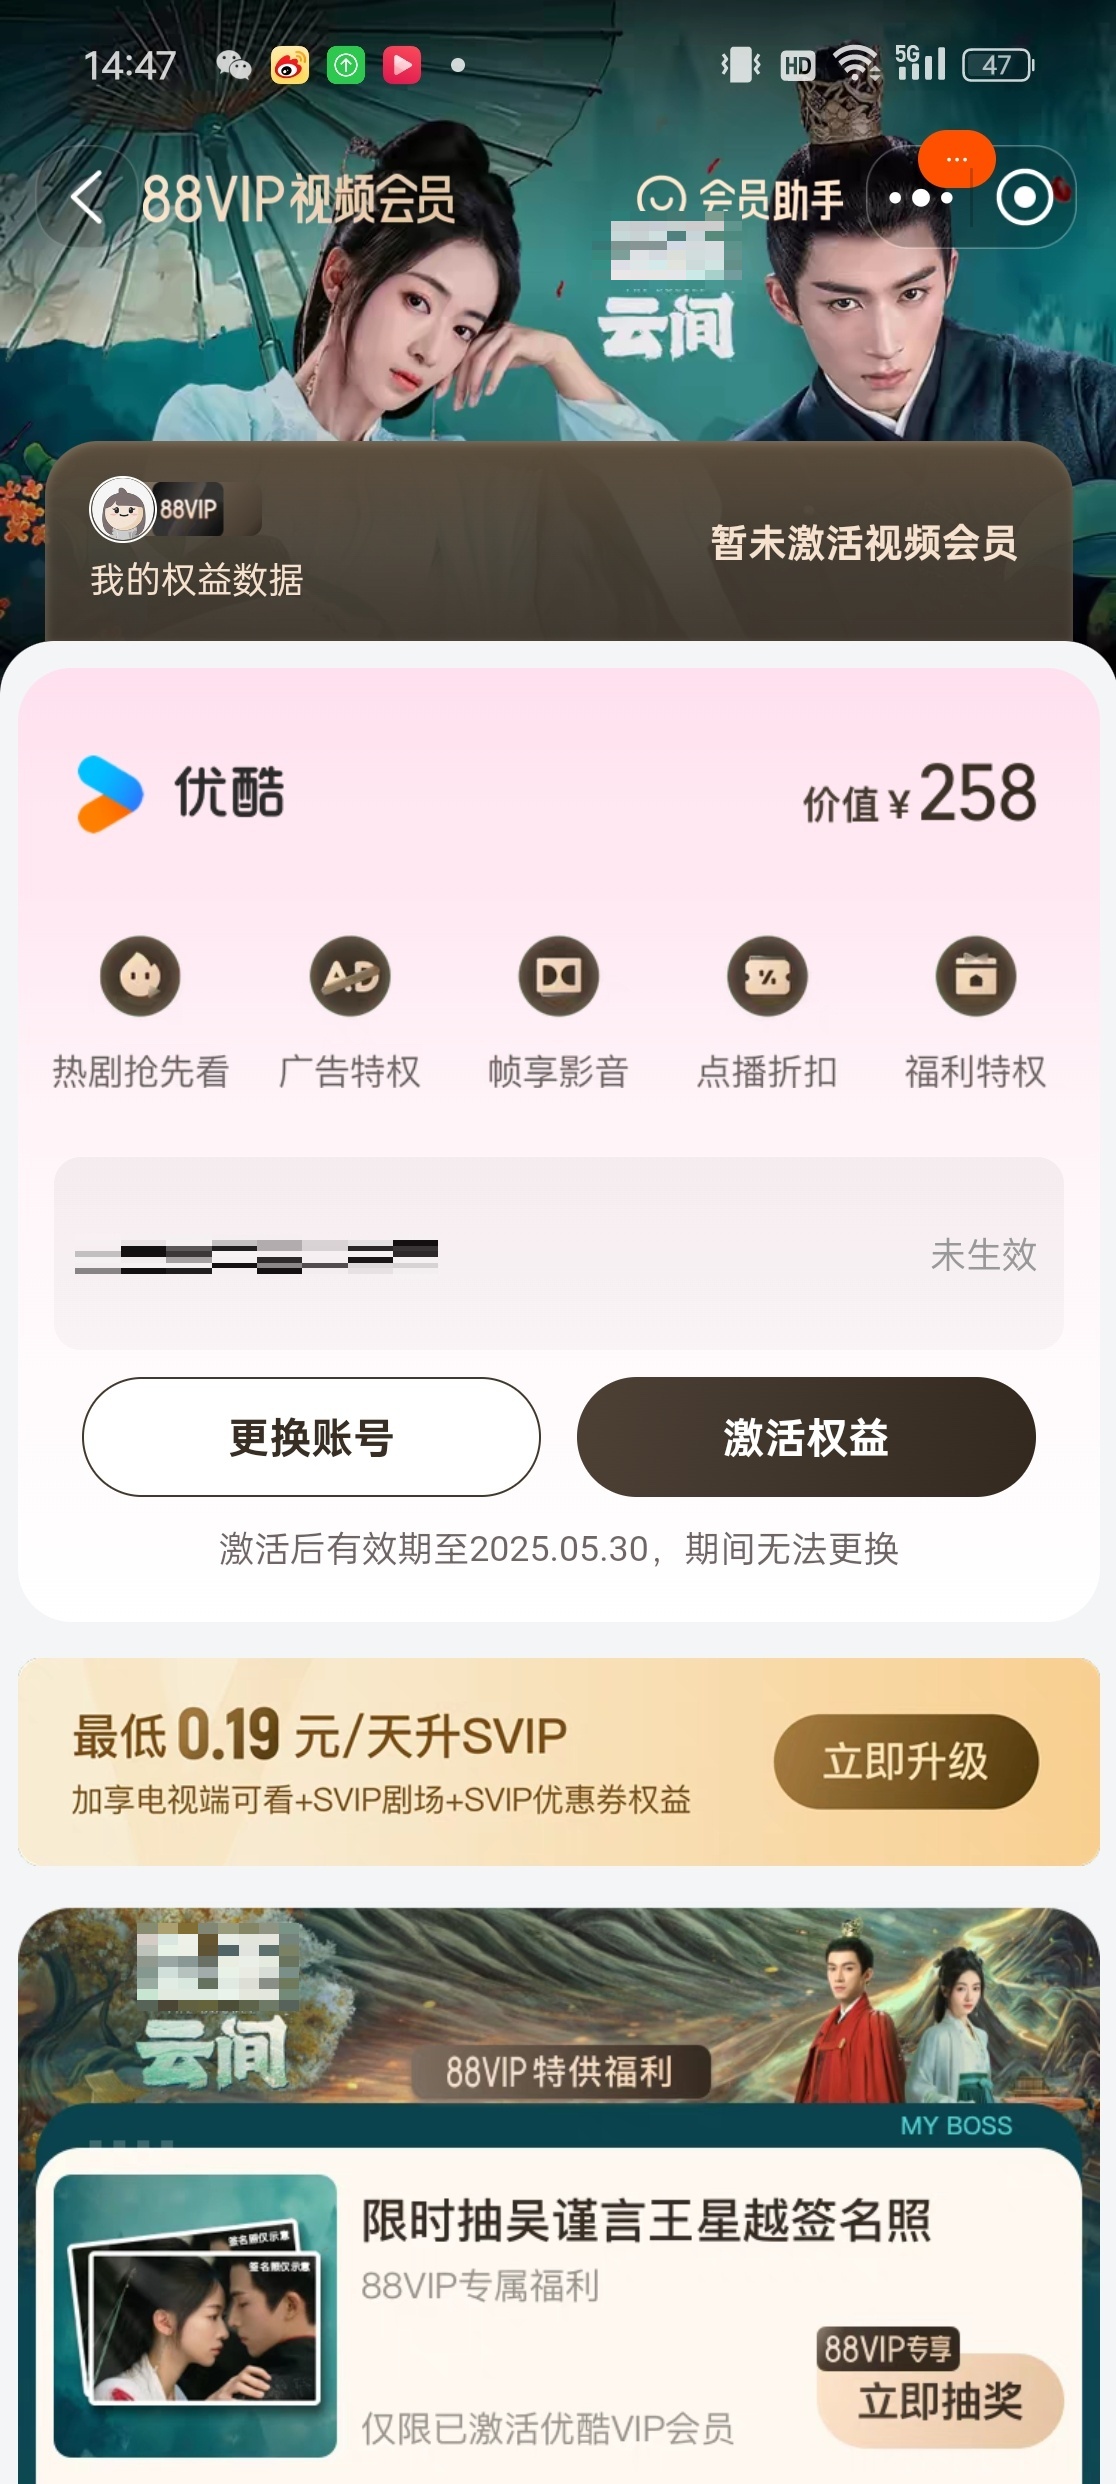 14:47
HD
5G
47
88VIP视频会员
会员助手
云间
88VIP
我的权益数据
暂未激活视频会员
优酷
价值¥258
AD
热剧抢先看
广告特权
帧享影音
点播折扣
福利特权
未生效
更换账号
激活权益
激活后有效期至2025.05.30，期间无法更换
最低0.19元/天升SVIP
加享电视端可看+SVIP剧场+SVIP优惠券权益
立即升级
云间
88VIP特供福利
MY BOSS
签名照仅示意
签名照仅示意
限时抽吴谨言王星越签名照
88VIP专属福利
88VIP专享
立即抽奖
仅限已激活优酷VIP会员